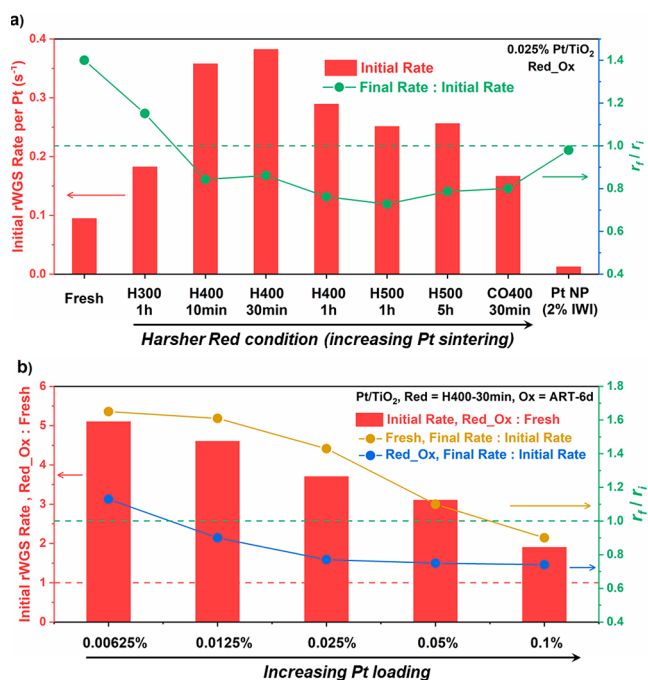 a)
0.025% Pt/TiO₂
Red_Ox
Initial Rate
Final Rate : Initial Rate
Initial rWGS Rate per Pt (s⁻¹)
0.4
0.3
0.2
0.1
0.0
1.4
1.2
1.0
0.8
0.6
0.4
r_f / r_i
Fresh
H300
1h
H400
10min
H400
30min
H400
1h
H500
1h
H500
5h
CO400
30min
Pt NP
(2% IWI)
Harsher Red condition (increasing Pt sintering)
b)
Pt/TiO₂, Red = H400-30min, Ox = ART-6d
Initial Rate, Red_Ox : Fresh
Fresh, Final Rate : Initial Rate
Red_Ox, Final Rate : Initial Rate
Initial rWGS Rate , Red_Ox : Fresh
6
5
4
3
2
1
0
1.8
1.6
1.4
1.2
1.0
0.8
0.6
0.4
r_f / r_i
0.00625%
0.0125%
0.025%
0.05%
0.1%
Increasing Pt loading